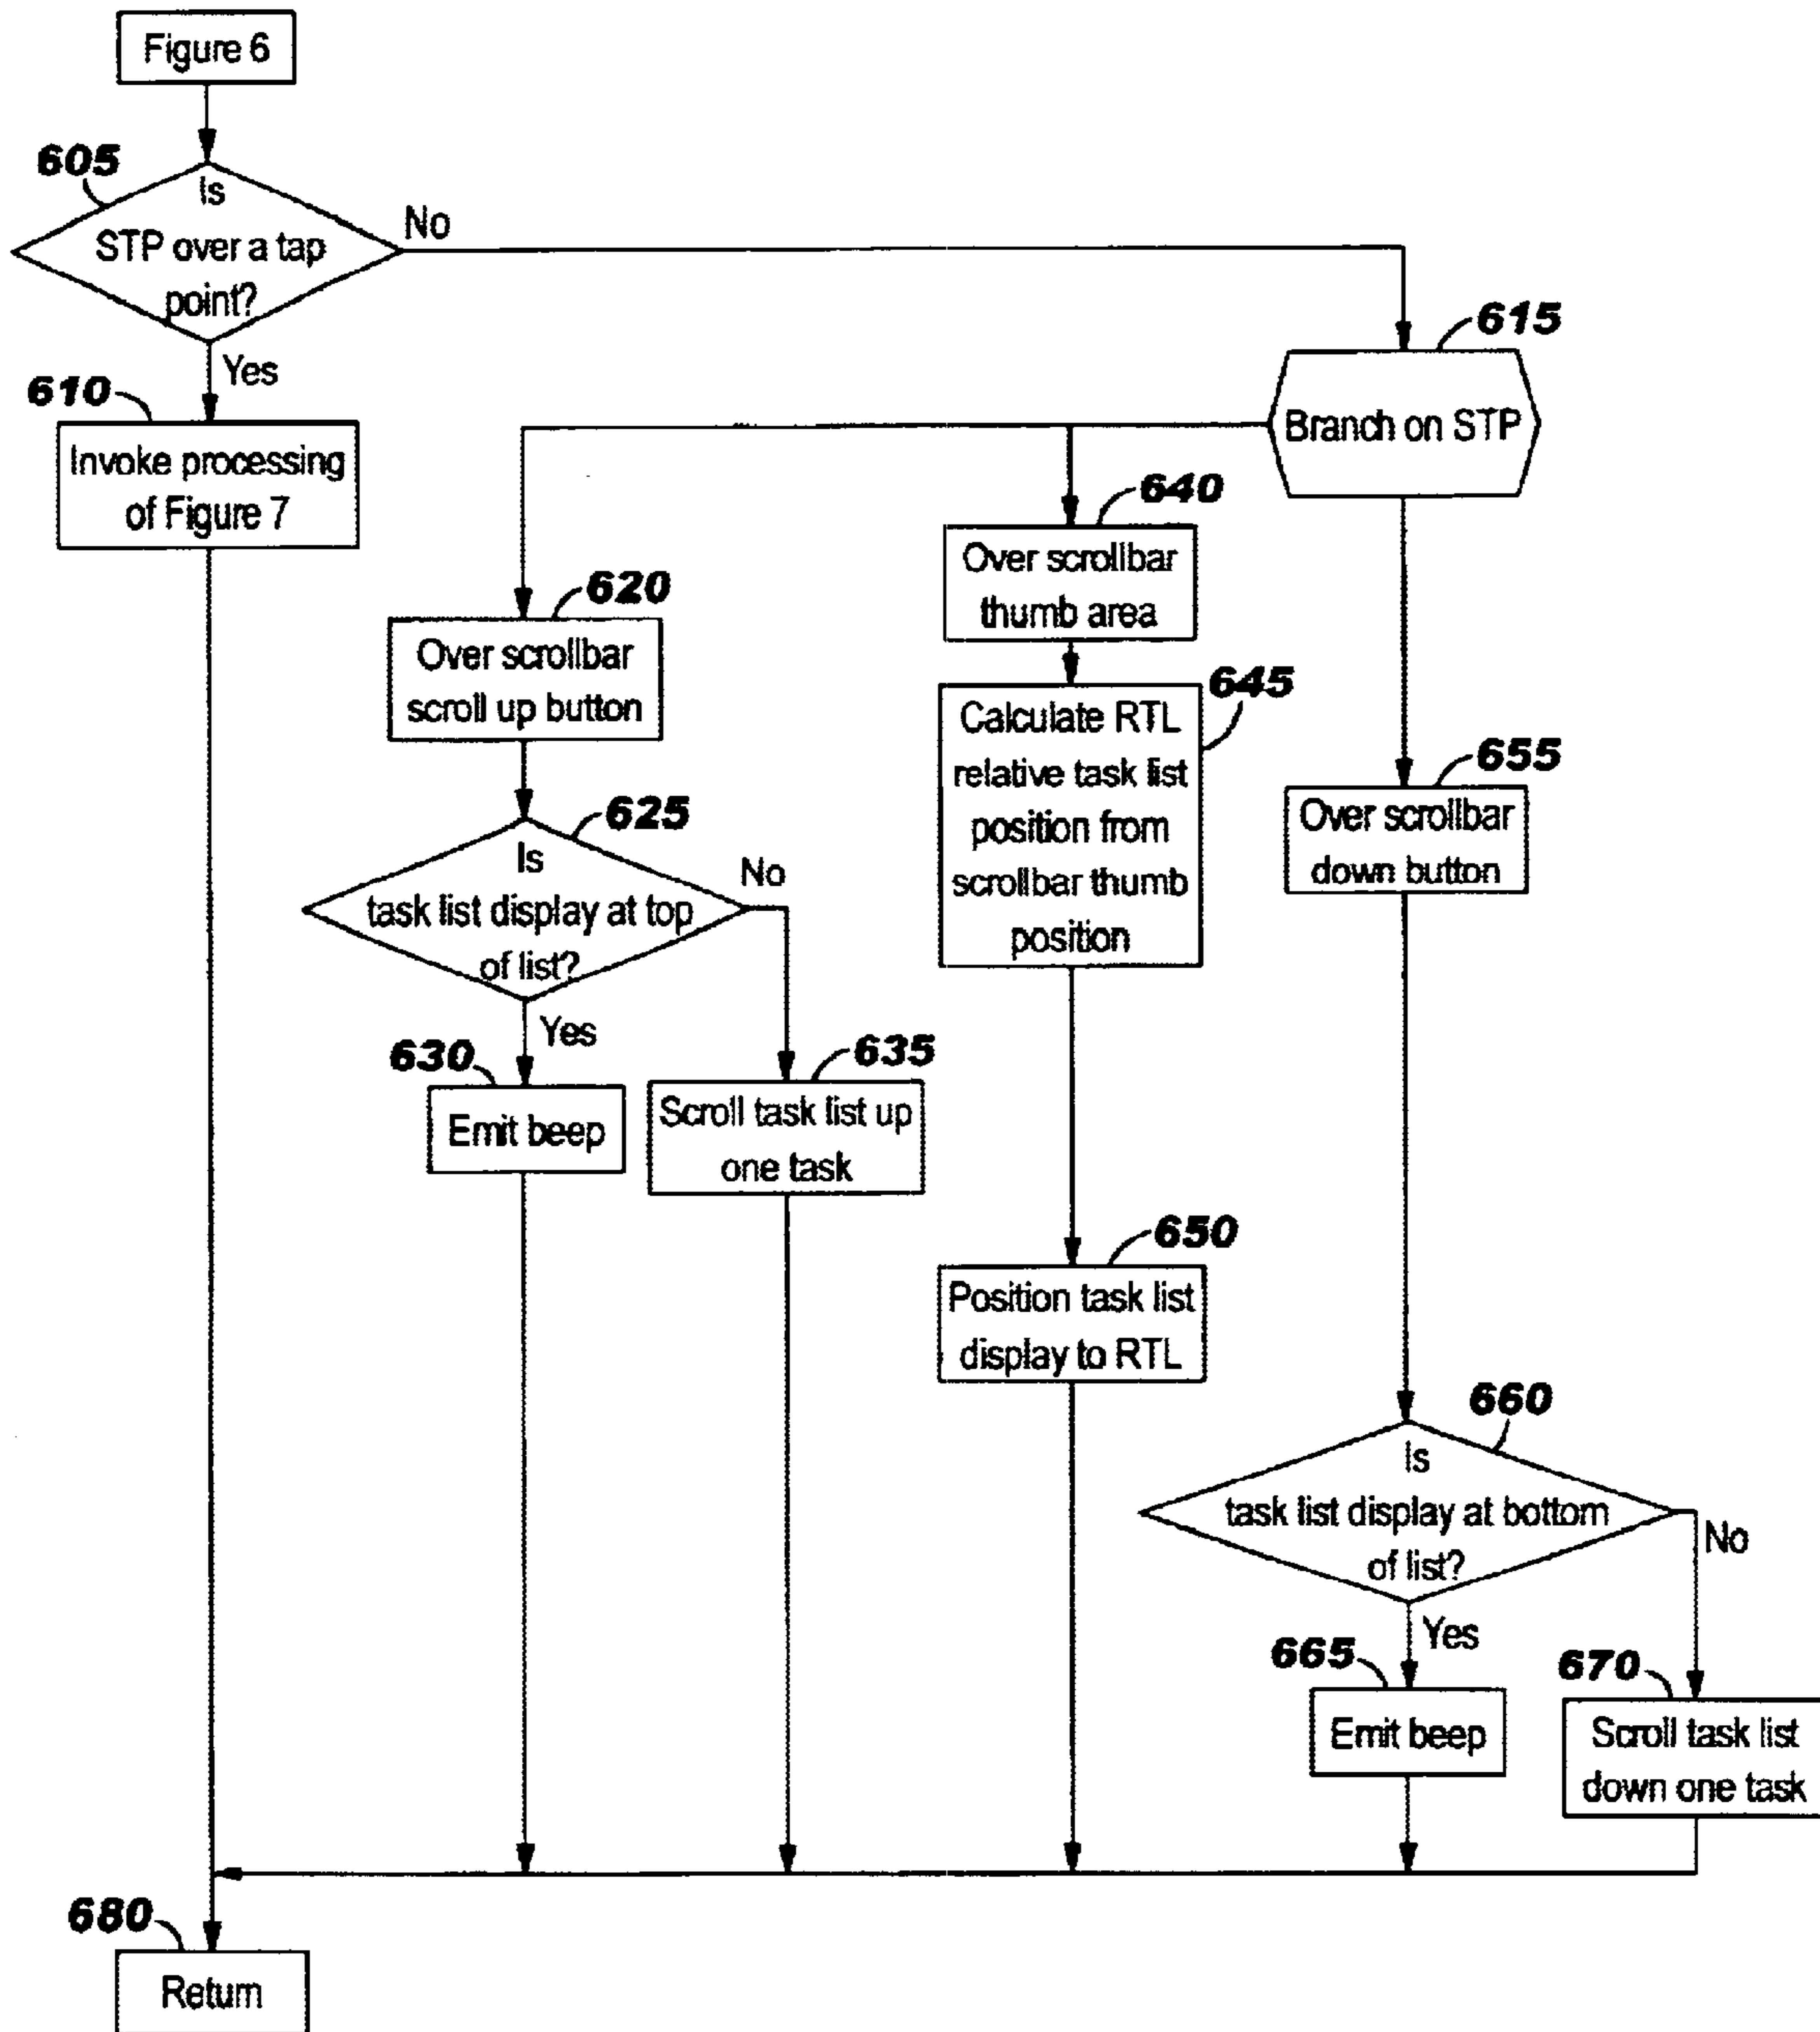 Figure 6
605
Is
STP over a tap
point?
No
Yes
610
Invoke processing
of Figure 7
615
Branch on STP
620
Over scrollbar
scroll up button
625
Is
task list display at top
of list?
No
Yes
630
Emit beep
635
Scroll task list up
one task
640
Over scrollbar
thumb area
645
Calculate RTL
relative task list
position from
scrollbar thumb
position
650
Position task list
display to RTL
655
Over scrollbar
down button
660
Is
task list display at bottom
of list?
No
Yes
665
Emit beep
670
Scroll task list
down one task
680
Return